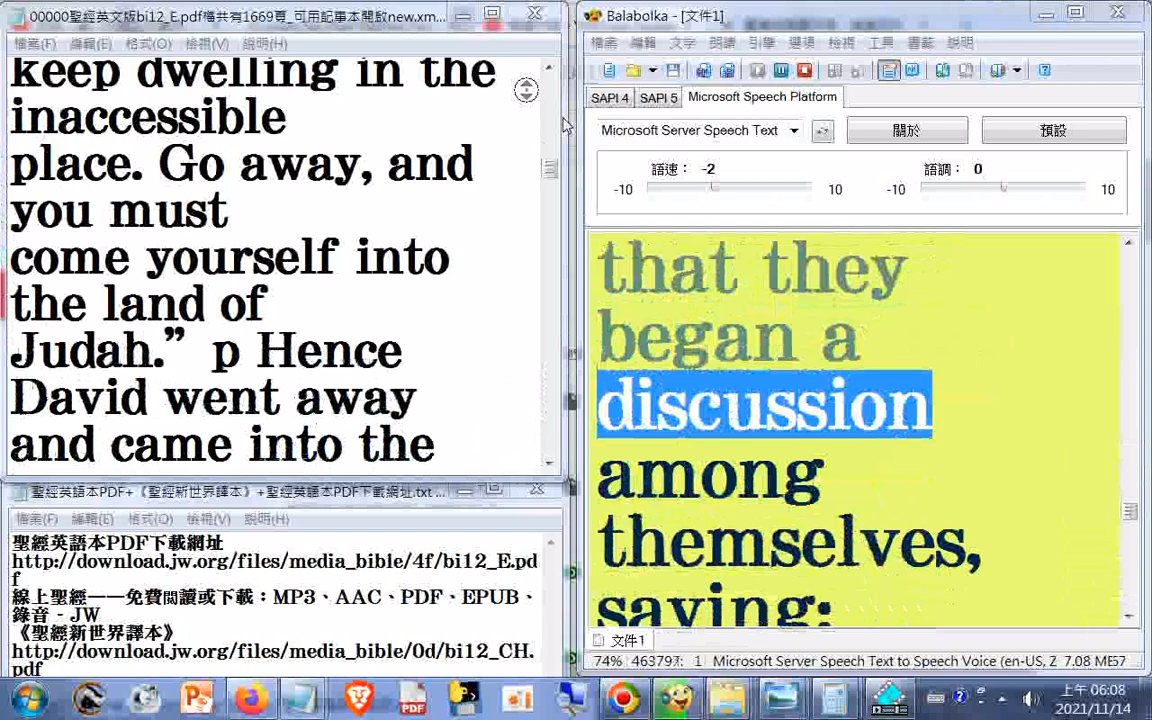 00000聖經英文版bi12_E.pdf檔共有1669頁_可用記事本開啟new.xm...
檔案(F) 編輯(E) 格式(O) 檢視(V) 說明(H)
keep dwelling in the
inaccessible
place. Go away, and
you must
come yourself into
the land of
Judah.” p Hence
David went away
and came into the
聖經英語本PDF+《聖經新世界譯本》+聖經英語本PDF下載網址.txt ...
檔案(F) 編輯(E) 格式(O) 檢視(V) 說明(H)
聖經英語本PDF下載網址
http://download.jw.org/files/media_bible/4f/bi12_E.pd
f
線上聖經——免費閱讀或下載：MP3、AAC、PDF、EPUB、
錄音 - JW
《聖經新世界譯本》
http://download.jw.org/files/media_bible/0d/bi12_CH.
pdf
Balabolka - [文件1]
檔案 編輯 文字 朗讀 引擎 選項 檢視 工具 書籤 說明
SAPI 4 SAPI 5 Microsoft Speech Platform
Microsoft Server Speech Text 關於 預設
語速： -2 語調： 0
-10 10 -10 10
that they
began a
discussion
among
themselves,
saying:
文件1
74% 463797: 1 Microsoft Server Speech Text to Speech Voice (en-US, 2 7.08 ME57
上午 06:08
2021/11/14